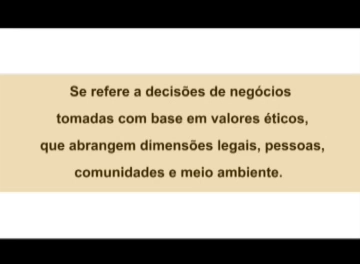 Se refere a decisões de negócios
tomadas com base em valores éticos,
que abrangem dimensões legais, pessoas,
comunidades e meio ambiente.